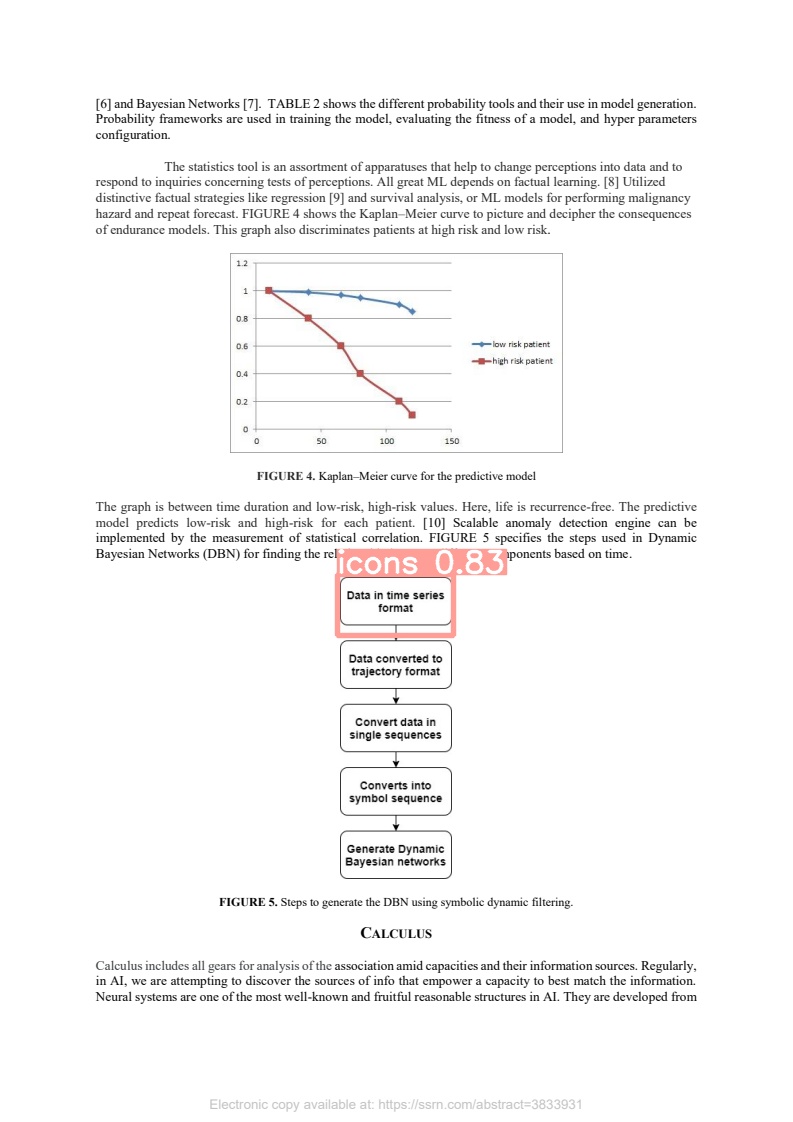 [6] and Bayesian Networks [7]. TABLE 2 shows the different probability tools and their use in model generation.
Probability frameworks are used in training the model, evaluating the fitness of a model, and hyper parameters
configuration.
The statistics tool is an assortment of apparatuses that help to change perceptions into data and to
respond to inquiries concerning tests of perceptions. All great ML depends on factual learning. [8] Utilized
distinctive factual strategies like regression [9] and survival analysis, or ML models for performing malignancy
hazard and repeat forecast. FIGURE 4 shows the Kaplan–Meier curve to picture and decipher the consequences
of endurance models. This graph also discriminates patients at high risk and low risk.
1.2
1
0.8
0.6
0.4
0.2
0
0 50 100 150
low risk patient
high risk patient
FIGURE 4. Kaplan–Meier curve for the predictive model
The graph is between time duration and low-risk, high-risk values. Here, life is recurrence-free. The predictive
model predicts low-risk and high-risk for each patient. [10] Scalable anomaly detection engine can be
implemented by the measurement of statistical correlation. FIGURE 5 specifies the steps used in Dynamic
Bayesian Networks (DBN) for finding the based on time.
icons 0.83
Data in time series
format
Data converted to
trajectory format
Convert data in
single sequences
Converts into
symbol sequence
Generate Dynamic
Bayesian networks
FIGURE 5. Steps to generate the DBN using symbolic dynamic filtering.
CALCULUS
Calculus includes all gears for analysis of the association amid capacities and their information sources. Regularly,
in AI, we are attempting to discover the sources of info that empower a capacity to best match the information.
Neural systems are one of the most well-known and fruitful reasonable structures in AI. They are developed from
Electronic copy available at: https://ssrn.com/abstract=3833931